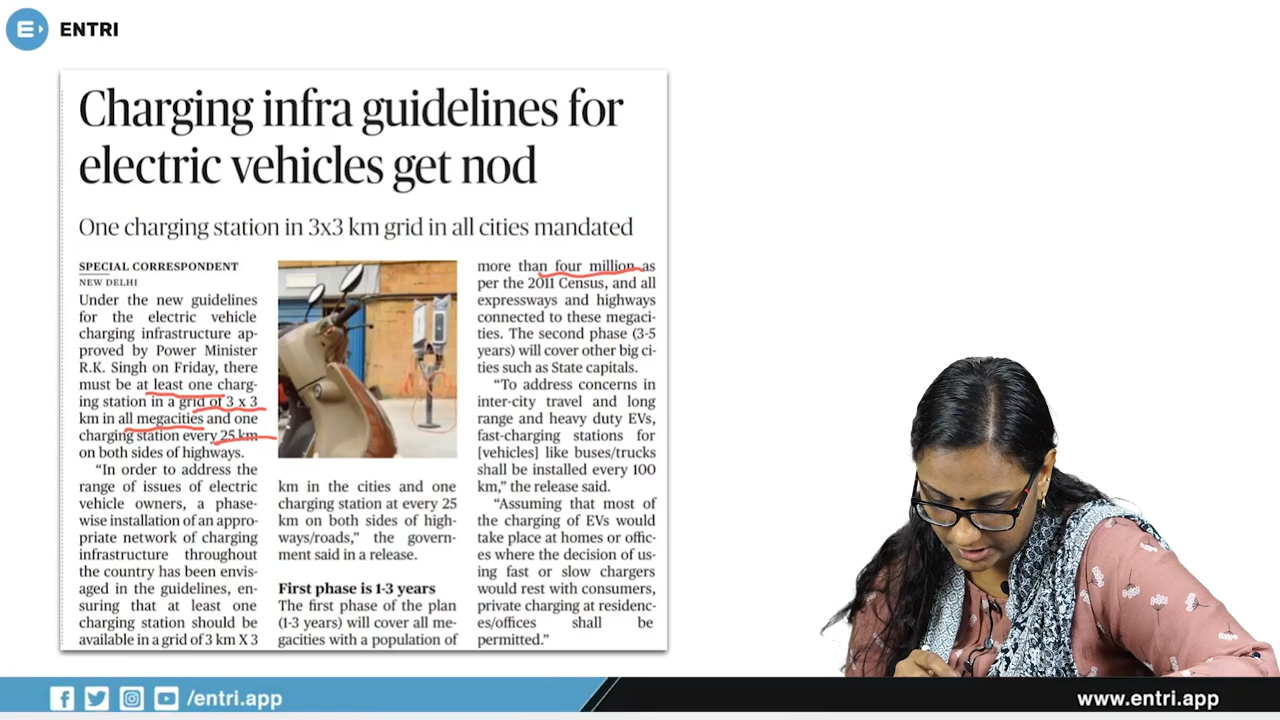 ENTRI
Charging infra guidelines for
electric vehicles get nod
One charging station in 3x3 km grid in all cities mandated
SPECIAL CORRESPONDENT
NEW DELHI
Under the new guidelines
for the electric vehicle
charging infrastructure ap-
proved by Power Minister
R.K. Singh on Friday, there
must be at least one charg-
ing station in a grid of 3 x 3
km in all megacities and one
charging station every 25 km
on both sides of highways.
“In order to address the
range of issues of electric
vehicle owners, a phase-
wise installation of an appro-
priate network of charging
infrastructure throughout
the country has been envis-
aged in the guidelines, en-
suring that at least one
charging station should be
available in a grid of 3 km X 3
km in the cities and one
charging station at every 25
km on both sides of high-
ways/roads,” the govern-
ment said in a release.
First phase is 1-3 years
The first phase of the plan
(1-3 years) will cover all me-
gacities with a population of
more than four million as
per the 2011 Census, and all
expressways and highways
connected to these megaci-
ties. The second phase (3-5
years) will cover other big ci-
ties such as State capitals.
“To address concerns in
inter-city travel and long
range and heavy duty EVs,
fast-charging stations for
[vehicles] like buses/trucks
shall be installed every 100
km,” the release said.
“Assuming that most of
the charging of EVs would
take place at homes or offic-
es where the decision of us-
ing fast or slow chargers
would rest with consumers,
private charging at residenc-
es/offices shall be
permitted.”
/entri.app
www.entri.app